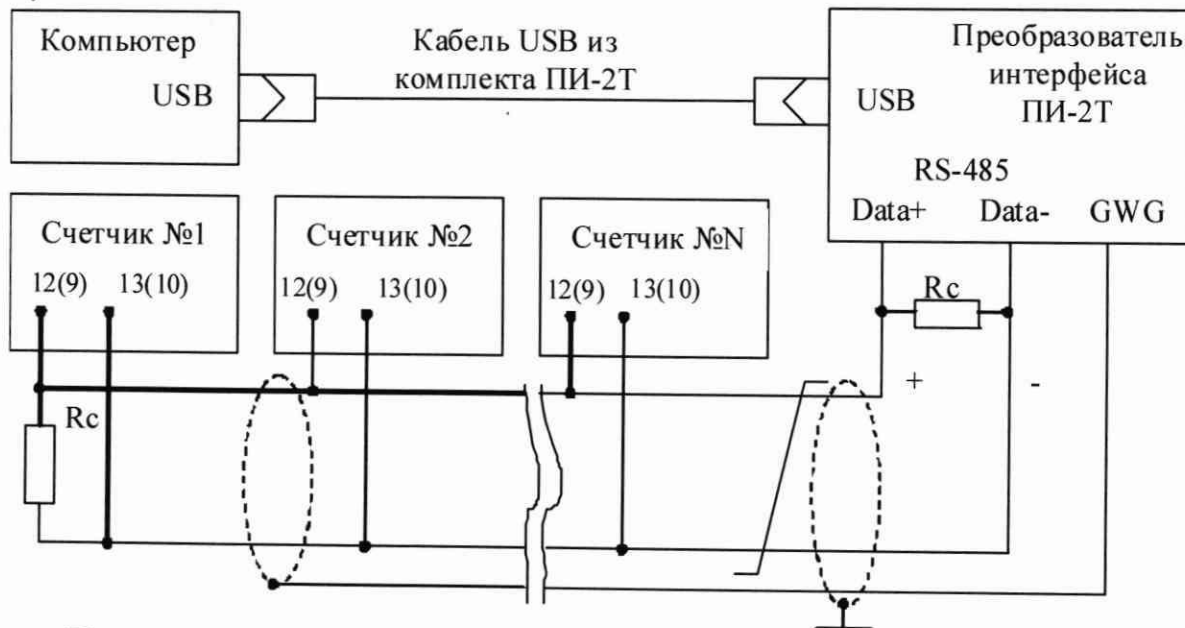 Компьютер
USB
Кабель USB из
комплекта ПИ-2Т
Преобразователь
интерфейса
ПИ-2Т
USB
RS-485
Data+ Data- GWG
Счетчик №1
12(9) 13(10)
Счетчик №2
12(9) 13(10)
Счетчик №N
12(9) 13(10)
Rc
+ -
Rc